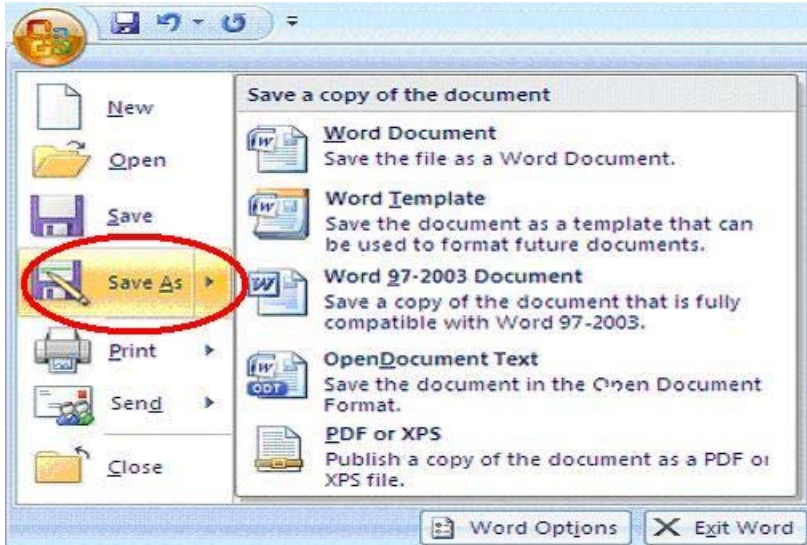 New
Open
Save
Save As
Print
Send
Close
Save a copy of the document
Word Document
Save the file as a Word Document.
Word Template
Save the document as a template that can
be used to format future documents.
Word 97-2003 Document
Save a copy of the document that is fully
compatible with Word 97-2003.
OpenDocument Text
Save the document in the Open Document
Format.
ODT
PDF or XPS
Publish a copy of the document as a PDF or
XPS file.
Word Options
Exit Word